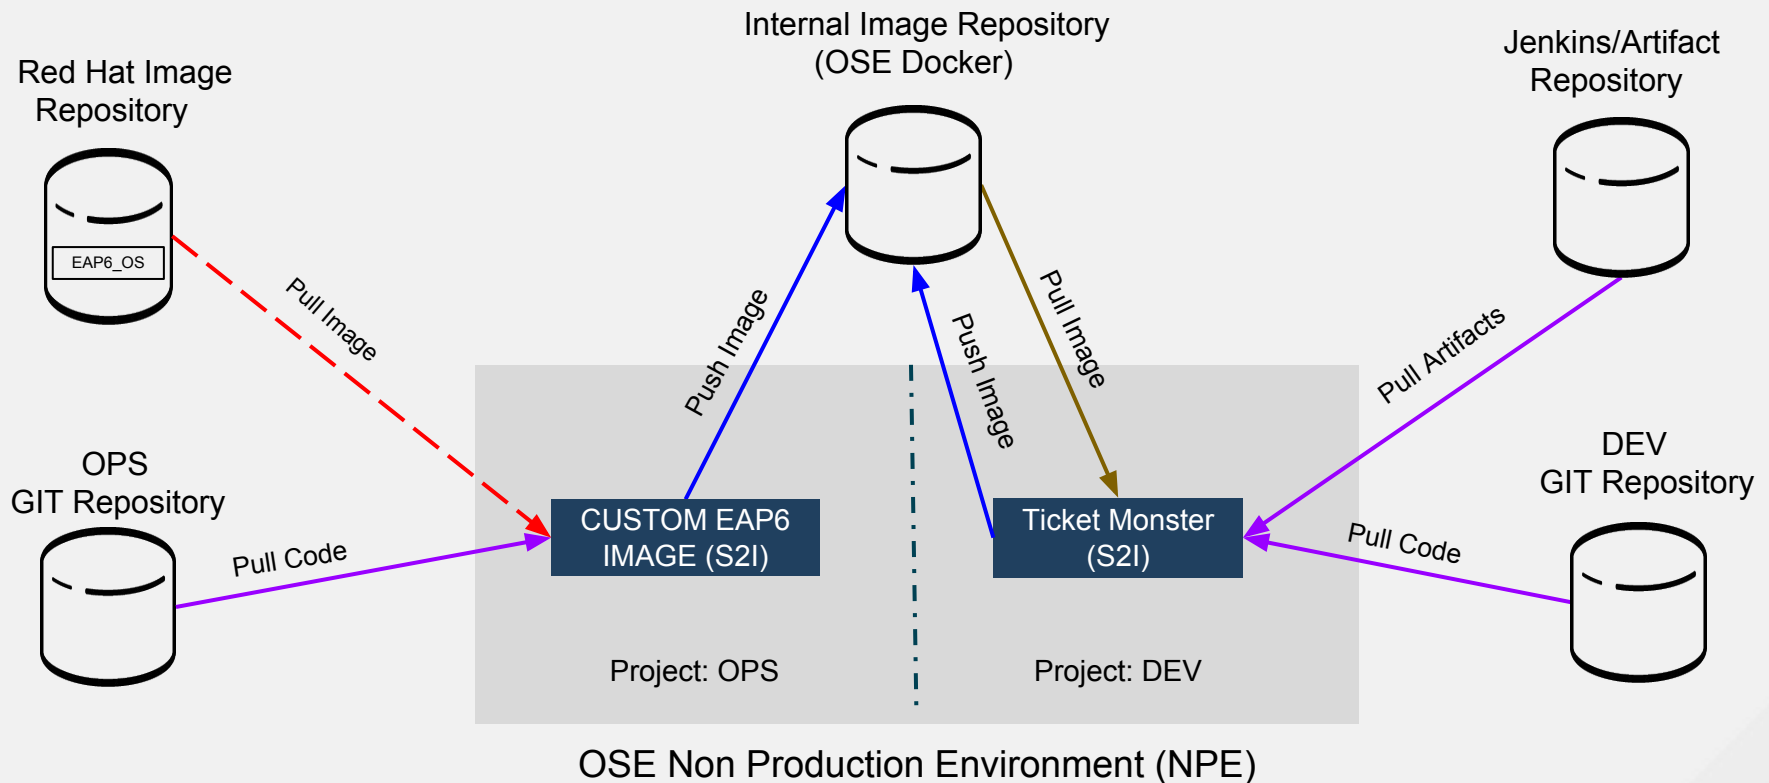 Internal Image Repository
(OSE Docker)
Red Hat Image
Repository
Jenkins/Artifact
Repository
EAP6_OS
Pull Image
Push Image
Push Image
Pull Image
Pull Artifacts
OPS
GIT Repository
DEV
GIT Repository
Pull Code
CUSTOM EAP6
IMAGE (S2I)
Ticket Monster
(S2I)
Pull Code
Project: OPS
Project: DEV
OSE Non Production Environment (NPE)